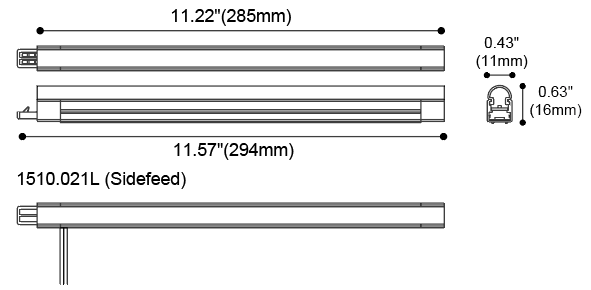 11.22"(285mm)
0.43"
(11mm)
0.63"
(16mm)
11.57"(294mm)
1510.021L (Sidefeed)